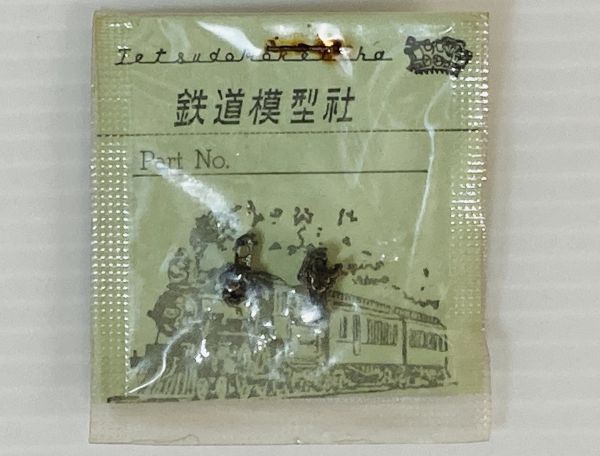 Tetsudomokeisha
鉄道模型社
Part No.